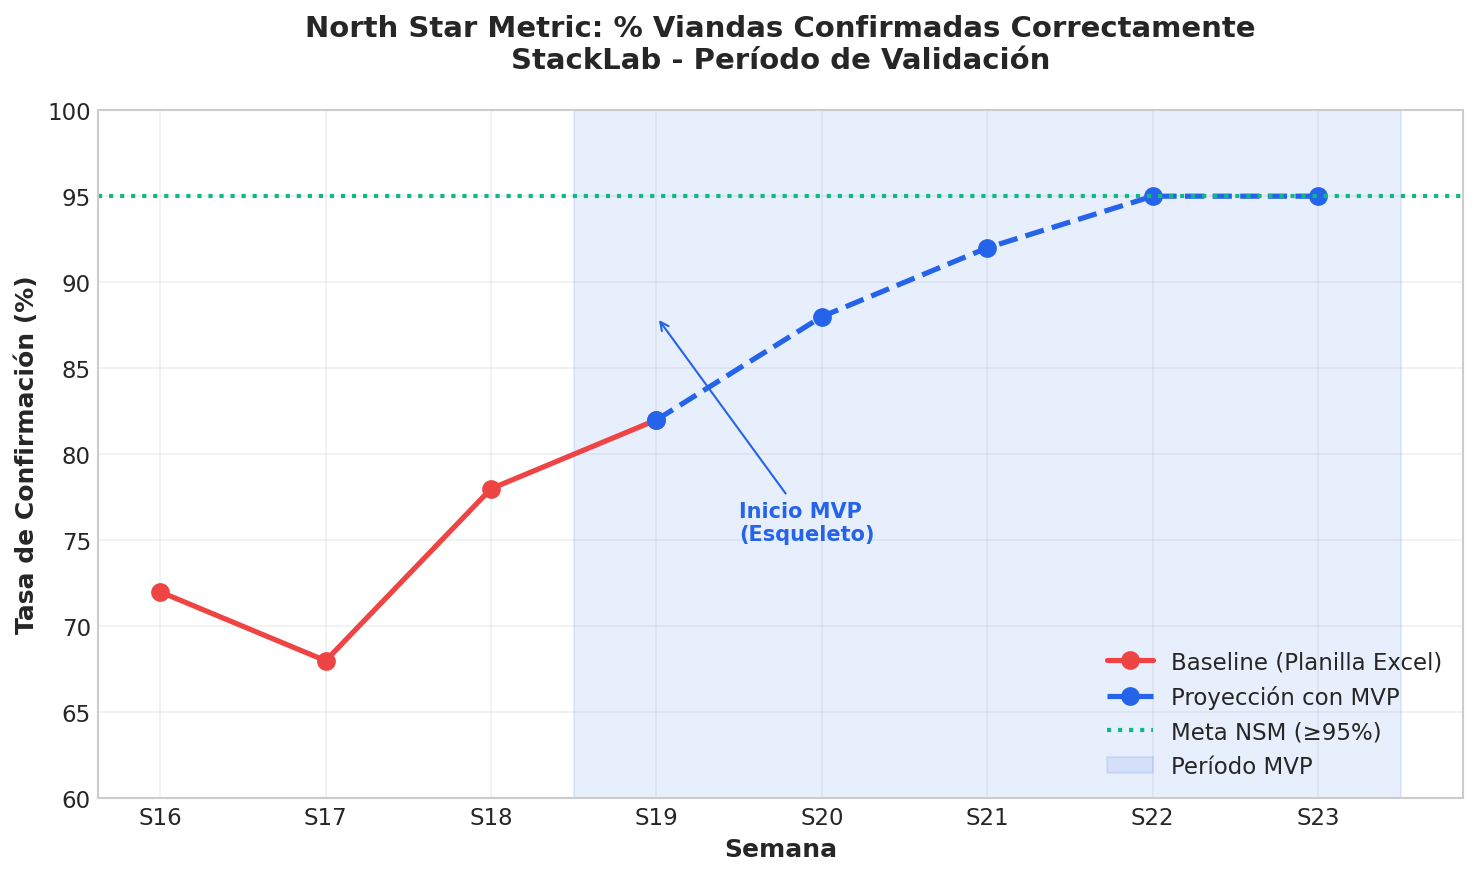 North Star Metric: % Viandas Confirmadas Correctamente
StackLab - Período de Validación
Tasa de Confirmación (%)
100
95
90
85
80
75
70
65
60
Inicio MVP
(Esqueleto)
Baseline (Planilla Excel)
Proyección con MVP
Meta NSM (≥95%)
Período MVP
S16 S17 S18 S19 S20 S21 S22 S23
Semana